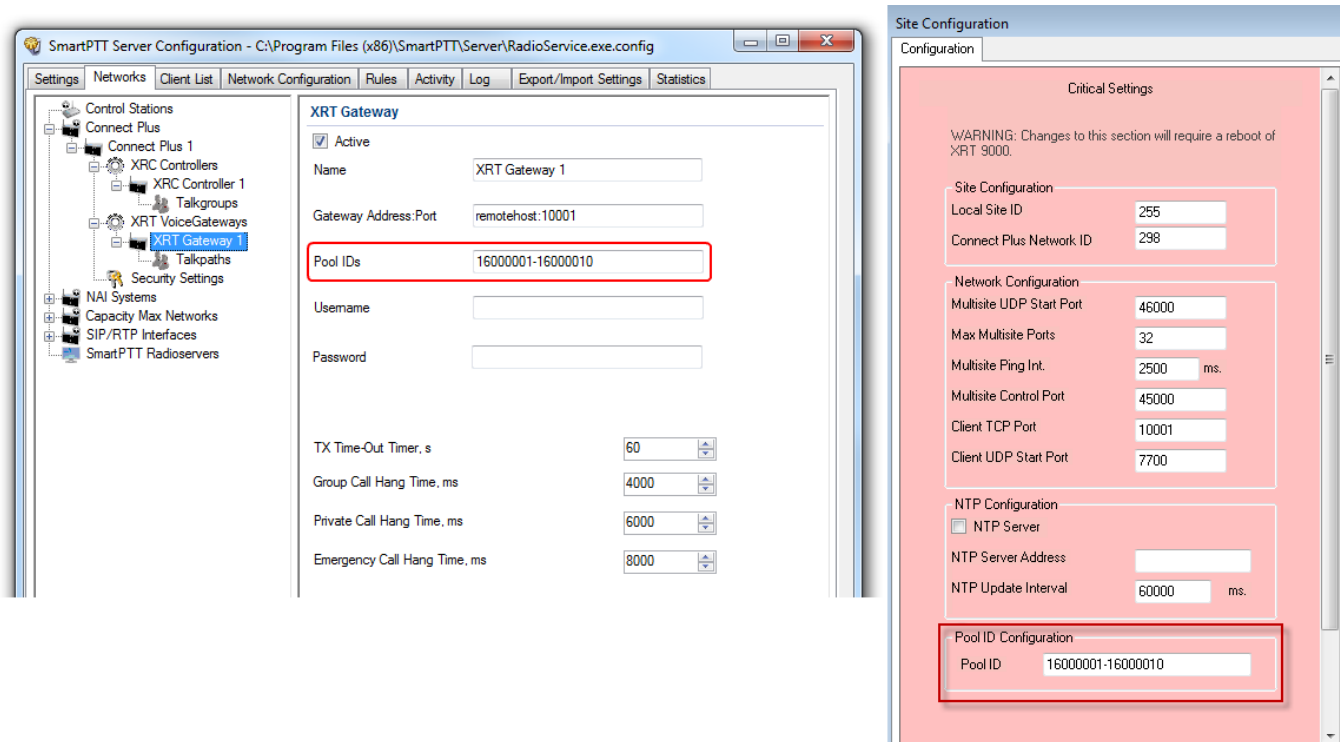 SmartPTT Server Configuration - C:\Program Files (x86)\SmartPTT\Server\RadioService.exe.config
Settings Networks Client List Network Configuration Rules Activity Log Export/Import Settings Statistics
Control Stations
Connect Plus
Connect Plus 1
XRC Controllers
XRC Controller 1
Talkgroups
XRT VoiceGateways
XRT Gateway 1
Talkpaths
Security Settings
NAI Systems
Capacity Max Networks
SIP/RTP Interfaces
SmartPTT Radioservers
XRT Gateway
Active
Name XRT Gateway 1
Gateway Address:Port remotehost:10001
Pool IDs 16000001-16000010
Username
Password
TX Time-Out Timer, s 60
Group Call Hang Time, ms 4000
Private Call Hang Time, ms 6000
Emergency Call Hang Time, ms 8000
Site Configuration
Configuration
Critical Settings
WARNING: Changes to this section will require a reboot of
XRT 9000.
Site Configuration
Local Site ID 255
Connect Plus Network ID 298
Network Configuration
Multisite UDP Start Port 46000
Max Multisite Ports 32
Multisite Ping Int. 2500 ms.
Multisite Control Port 45000
Client TCP Port 10001
Client UDP Start Port 7700
NTP Configuration
NTP Server
NTP Server Address
NTP Update Interval 60000 ms.
Pool ID Configuration
Pool ID 16000001-16000010